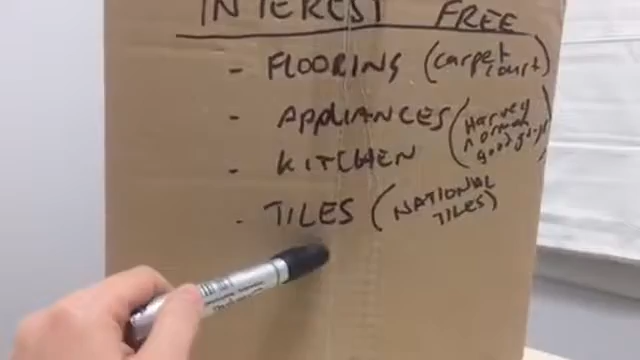 INTEREST FREE
- FLOORING (carpet court)
- APPLIANCES (Harvey norman good guys)
- KITCHEN
- TILES (NATIONAL TILES)